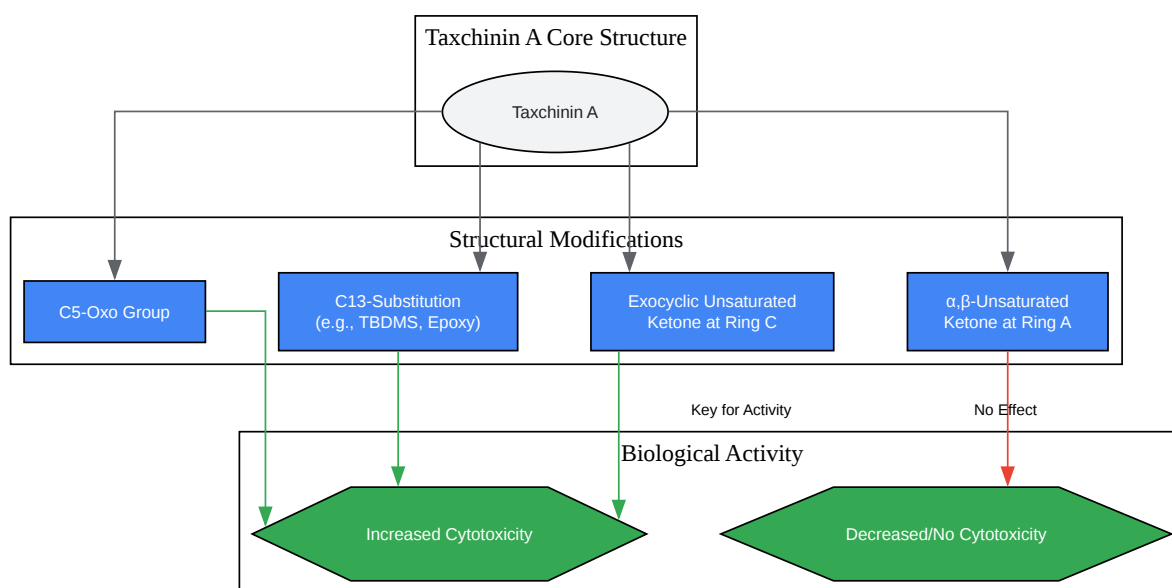 Taxchinin A Core Structure
Taxchinin A
Structural Modifications
C5-Oxo Group
C13-Substitution
(e.g., TBDMS, Epoxy)
Exocyclic Unsaturated
Ketone at Ring C
α,β-Unsaturated
Ketone at Ring A
Key for Activity
No Effect
Biological Activity
Increased Cytotoxicity
Decreased/No Cytotoxicity